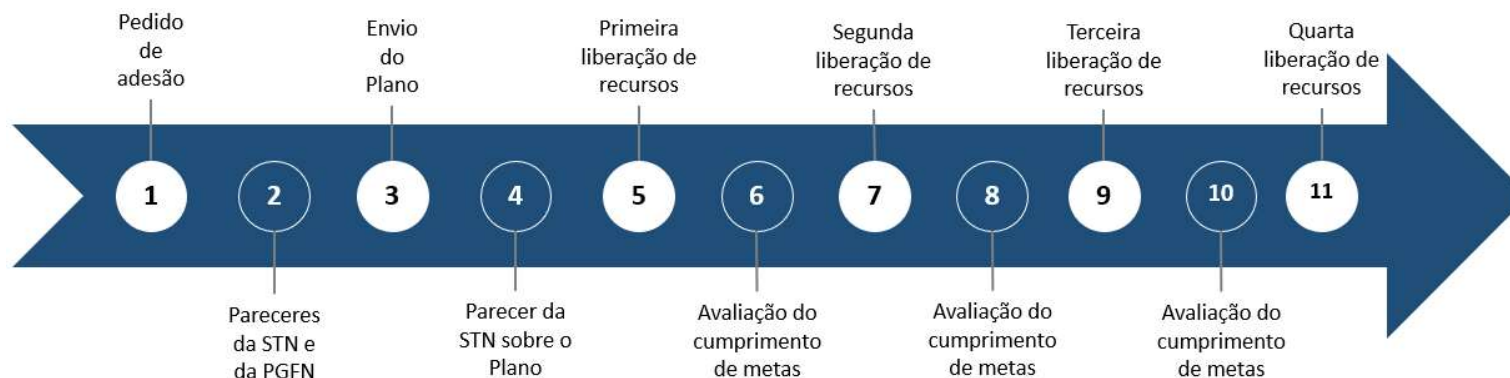 Pedido
de
adesão
Envio
do
Plano
Primeira
liberação de
recursos
Segunda
liberação de
recursos
Terceira
liberação de
recursos
Quarta
liberação de
recursos
1
2
3
4
5
6
7
8
9
10
11
Pareceres
da STN e
da PGFN
Parecer da
STN sobre o
Plano
Avaliação do
cumprimento
de metas
Avaliação do
cumprimento
de metas
Avaliação do
cumprimento
de metas